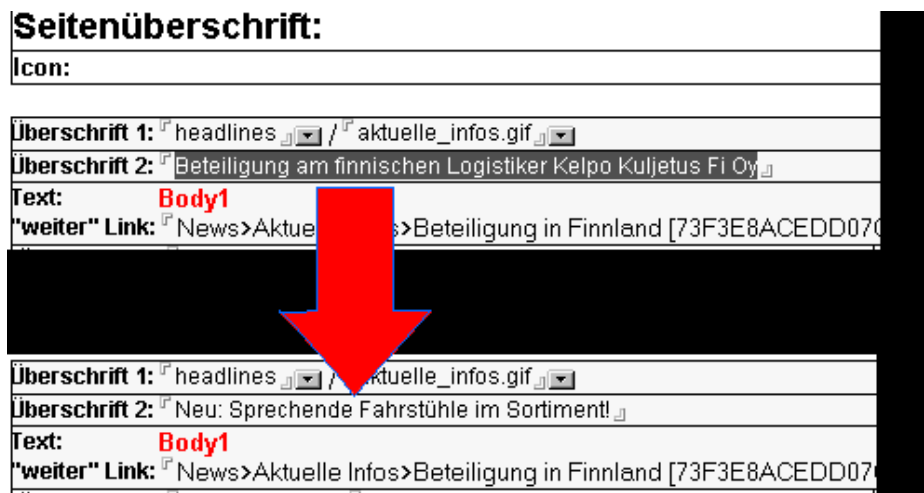 Seitenüberschrift:
Icon:
Überschrift 1: headlines / aktuelle_infos.gif
Überschrift 2: Beteiligung am finnischen Logistiker Kelpo Kuljetus Fi Oy
Text: Body1
"weiter" Link: News>Aktue s>Beteiligung in Finnland [73F3E8ACEDD07
Überschrift 1: headlines / aktuelle_infos.gif
Überschrift 2: Neu: Sprechende Fahrstühle im Sortiment!
Text: Body1
"weiter" Link: News>Aktuelle Infos>Beteiligung in Finnland [73F3E8ACEDD07